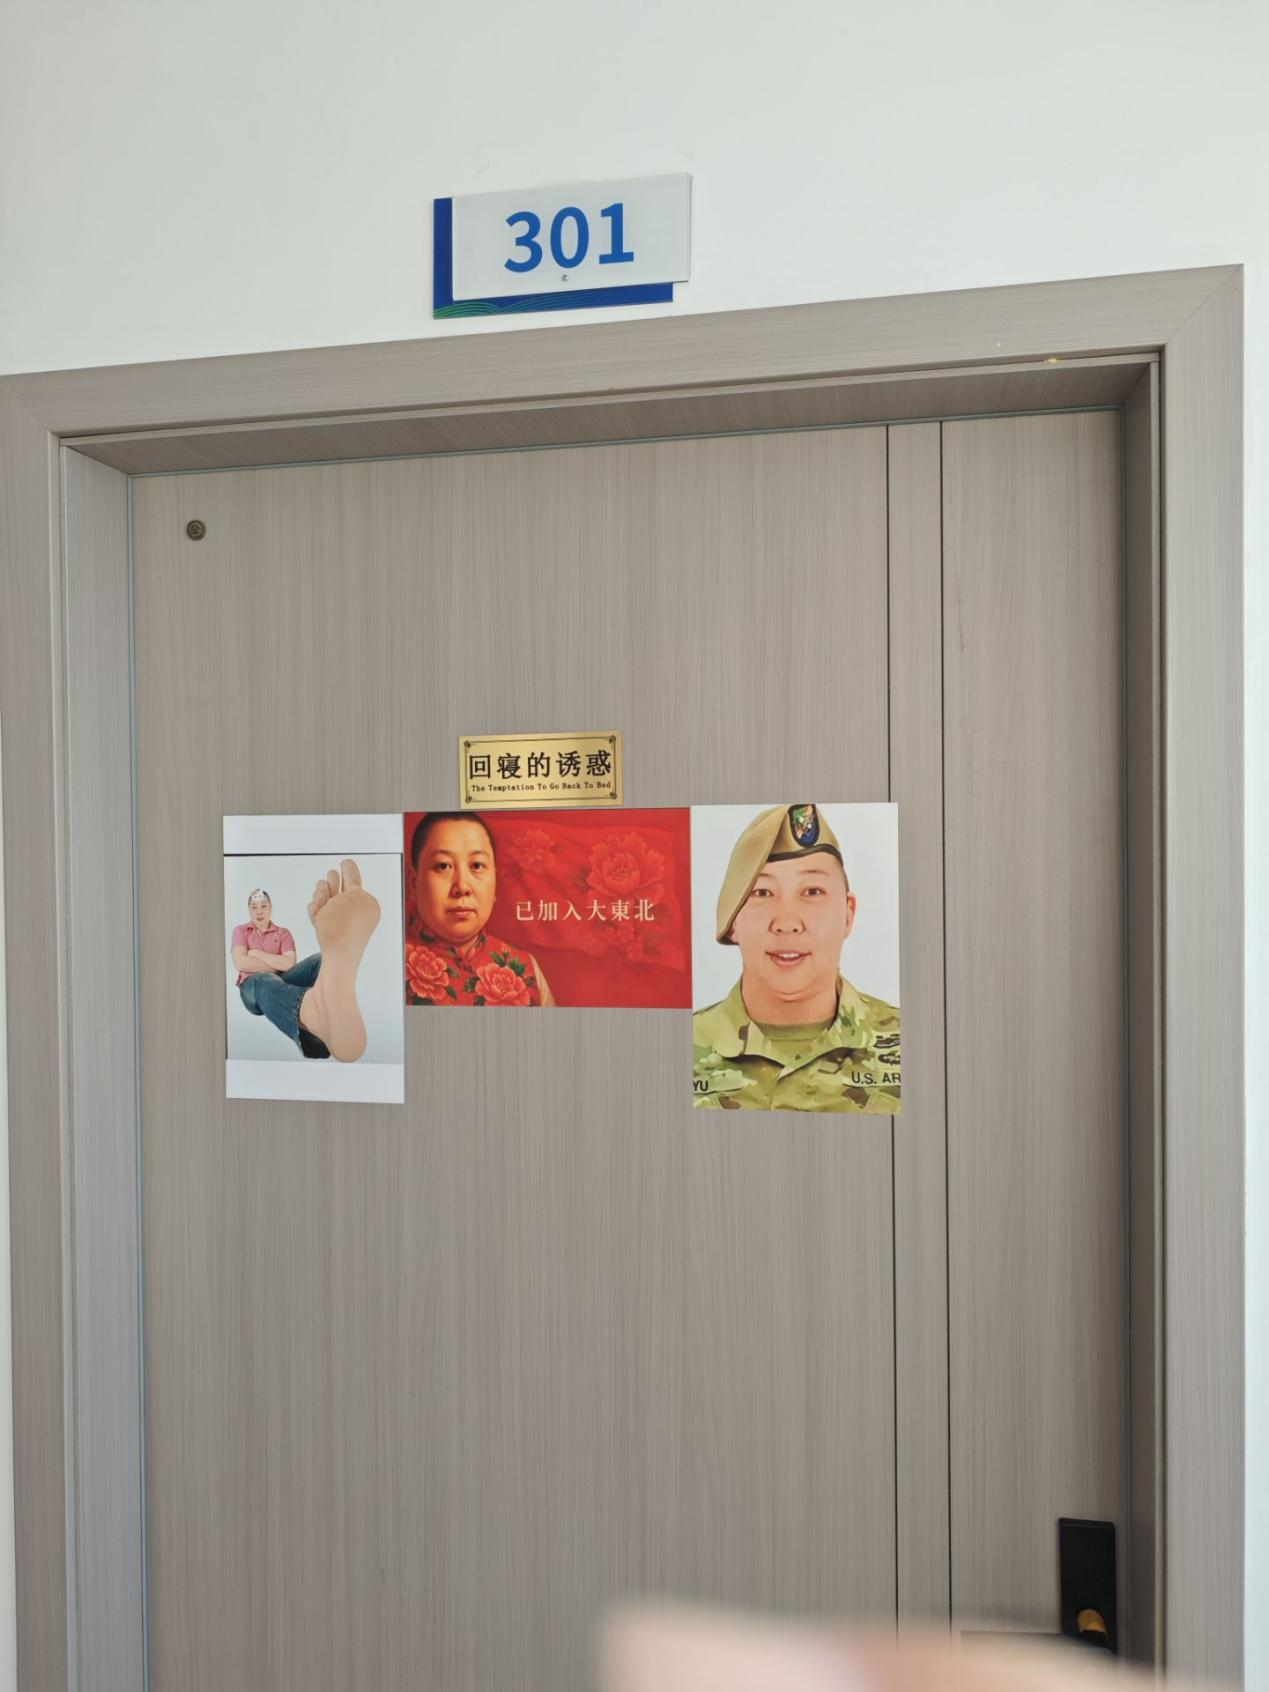 301
回寝的诱惑
The Temptation To Go Back To Bed
已加入大東北
YU
U.S. AR